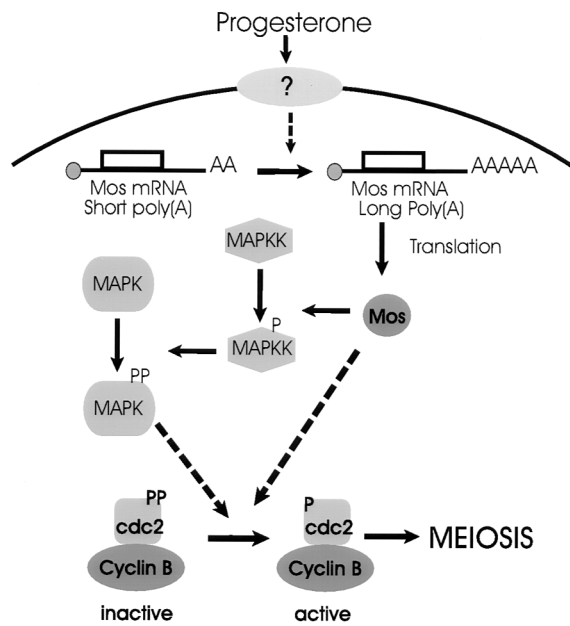 Progesterone
?
AA
AAAAA
Mos mRNA
Short poly(A)
Mos mRNA
Long Poly(A)
Translation
MAPKK
MAPK
Mos
P
MAPKK
PP
MAPK
PP
cdc2
Cyclin B
inactive
P
cdc2
Cyclin B
active
MEIOSIS